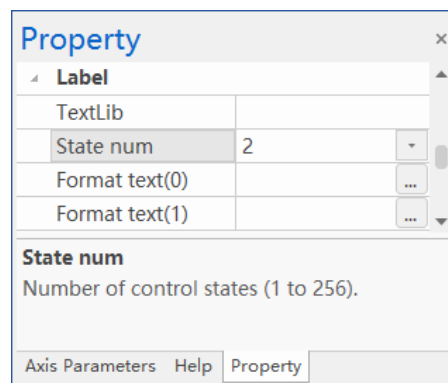 Property
Label
TextLib
State num 2
Format text(0) ...
Format text(1) ...
State num
Number of control states (1 to 256).
Axis Parameters Help Property